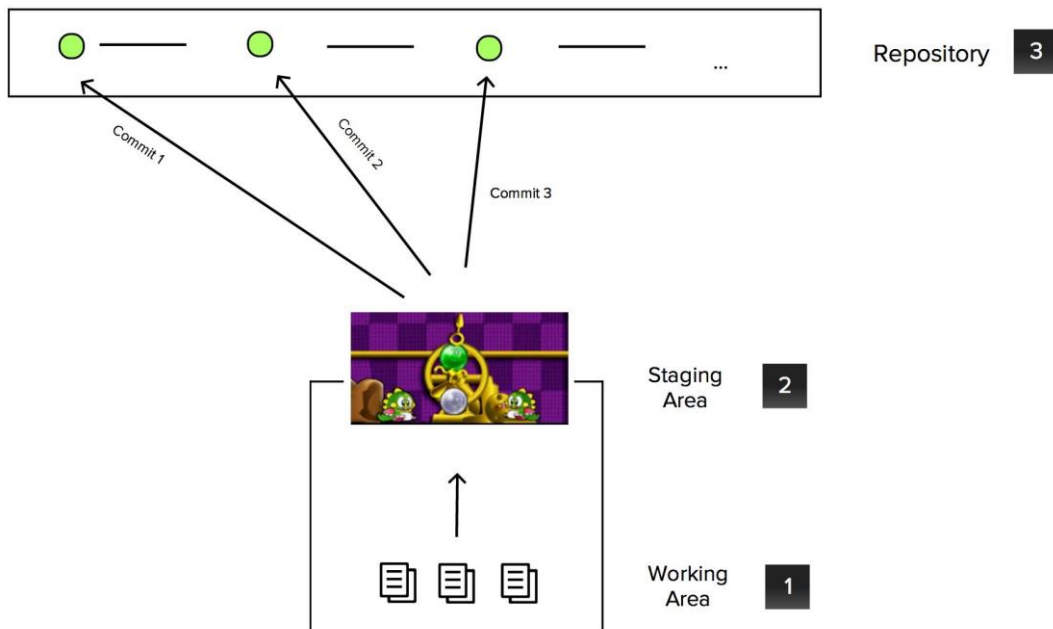 Repository 3
...
Commit 1
Commit 2
Commit 3
Staging
Area
2
Working
Area
1